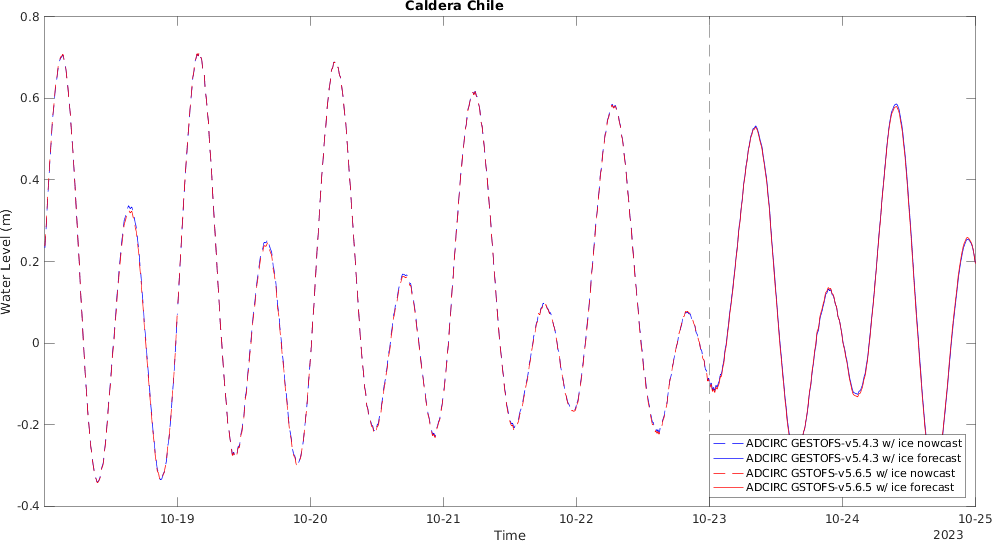 Caldera Chile
0.8
0.6
0.4
0.2
0
-0.2
-0.4
Water Level (m)
ADCIRC GESTOFS-v5.4.3 w/ ice nowcast
ADCIRC GESTOFS-v5.4.3 w/ ice forecast
ADCIRC GSTOFS-v5.6.5 w/ ice nowcast
ADCIRC GSTOFS-v5.6.5 w/ ice forecast
10-19 10-20 10-21 10-22 10-23 10-24 10-25
Time 2023